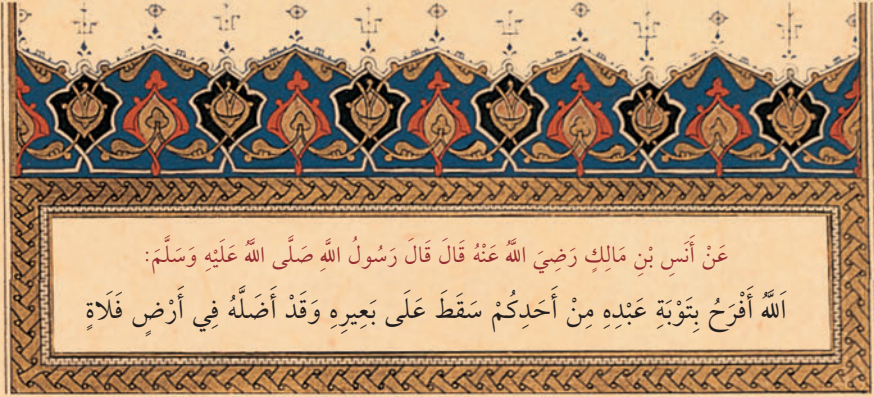 عَنْ أَنَسِ بْنِ مَالِكٍ رَضِيَ اللَّهُ عَنْهُ قَالَ قَالَ رَسُولُ اللَّهِ صَلَّى اللَّهُ عَلَيْهِ وَسَلَّمَ:
اَللَّهُ أَفْرَحُ بِتَوْبَةِ عَبْدِهِ مِنْ أَحَدِكُمْ سَقَطَ عَلَى بَعِيرِهِ وَقَدْ أَضَلَّهُ فِي أَرْضٍ فَلَاةٍ